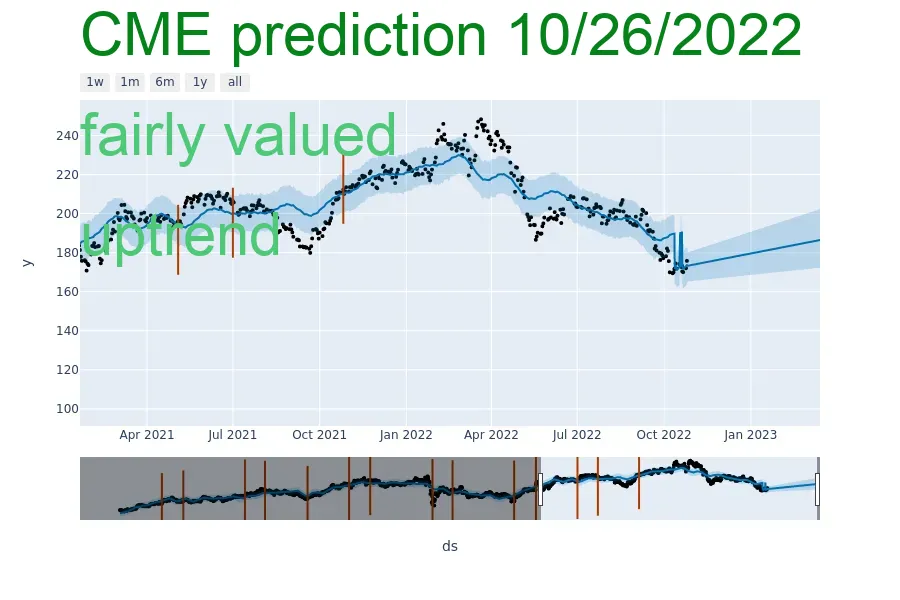 CME prediction 10/26/2022
1w 1m 6m 1y all
fairly valued
uptrend
y
240
220
200
180
160
140
120
100
Apr 2021 Jul 2021 Oct 2021 Jan 2022 Apr 2022 Jul 2022 Oct 2022 Jan 2023
ds